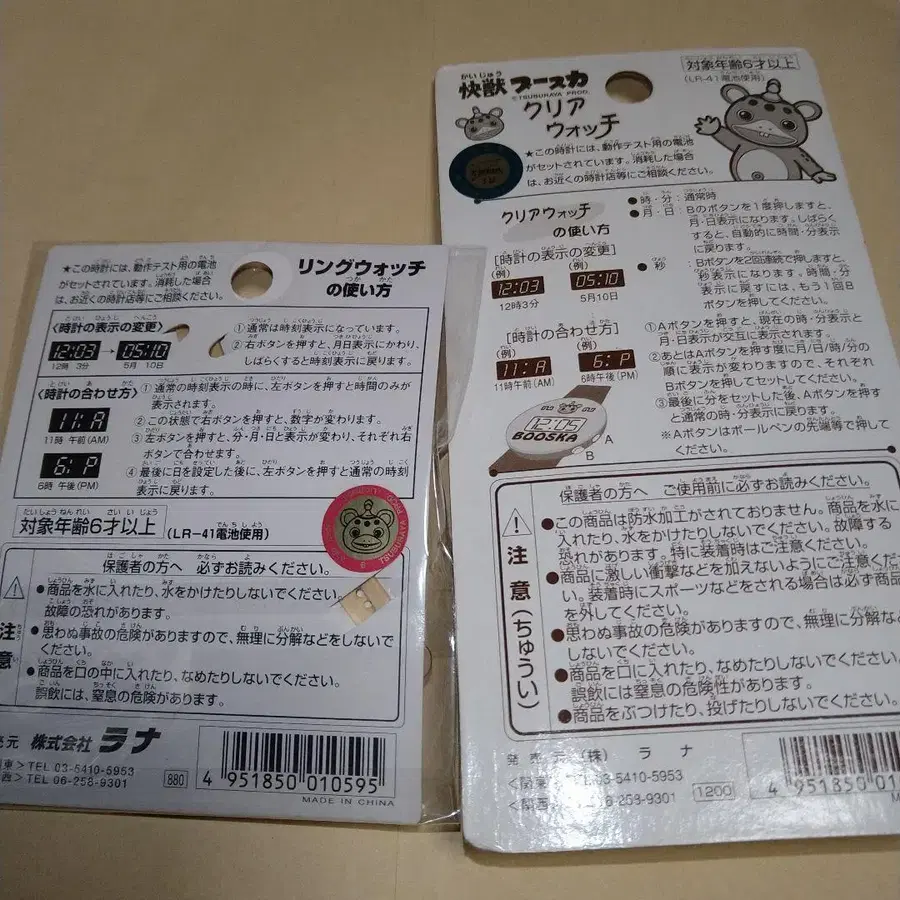 ★この時計には、動作テスト用の電池
がセットされています。消耗した場合
は、お近くの時計店等にご相談ください。
リングウォッチ
の使い方
〈時計の表示の変更〉
12:03 → 05:10
12時 3分
5月 10日
①通常は時刻表示になっています。
②右ボタンを押すと、月日表示にかわり、
しばらくすると時刻表示に戻ります。
〈時計の合わせ方〉
11: A
11時 午前(AM)
6: P
6時 午後(PM)
①通常の時刻表示の時に、左ボタンを押すと時間のみが
表示されます。
②この状態で右ボタンを押すと、数字が変わります。
③左ボタンを押すと、分・月・日と表示が変わり、それぞれ右
ボタンで合わせます。
④最後に日を設定した後に、左ボタンを押すと通常の時刻
表示に戻ります。
対象年齢6才以上
(LR-41電池使用)
保護者の方へ 必ずお読みください。
注
意
●商品を水に入れたり、水をかけたりしないでください。
故障の恐れがあります。
●思わぬ事故の危険がありますので、無理に分解などをしないで
ください。
●商品を口の中に入れたり、なめたりしないでください。
誤飲には、窒息の危険があります。
売元 株式会社 ラナ
関東＞TEL 03-5410-5953
西＞TEL 06-258-9301
880
4 951850 010595
MADE IN CHINA
快獣 ブースカ
かいじゅう
©TSUBURAYA PROD.
クリア
ウォッチ
対象年齢6才以上
(LR-41電池使用)
★この時計には、動作テスト用の電池
がセットされています。消耗した場合
は、お近くの時計店等にご相談ください。
クリアウォッチ
の使い方
[時計の表示の変更]
(例)
12:03
12時3分
(例)
05:10
5月10日
●時・分：通常時
●月・日：Bのボタンを1度押しますと、
月・日表示になります。しばらく
すると、自動的に時間・分表示
に戻ります。
●秒：Bボタンを2回連続で押しますと
秒表示になります。時間・分
表示に戻すには、もう1回B
ボタンを押してください。
[時計の合わせ方]
(例)
11: A
11時午前(AM)
(例)
6: P
6時午後(PM)
12:05
BOOSKA
A
B
①Aボタンを押すと、現在の時・分表示と
月・日表示が交互に表示されます。
②あとはAボタンを押す度に月/日/時/分の
順に表示が変わりますので、それぞれ
Bボタンを押してセットしてください。
③最後に分をセットした後、Aボタンを押す
と通常の時・分表示に戻ります。
※Aボタンはボールペンの先端等で押して
ください。
保護者の方へ ご使用前に必ずお読みください。
注意(ちゅうい)
●この商品は防水加工がされておりません。商品を水に
入れたり、水をかけたりしないでください。故障する
恐れがあります。特に装着時はご注意ください。
●商品に激しい衝撃などを加えないようにご注意くださ
い。装着時にスポーツなどをされる場合は必ず商品
を外してください。
●思わぬ事故の危険がありますので、無理に分解など
しないでください。
●商品を口に入れたり、なめたりしないでください。
誤飲には窒息の危険性があります。
●商品をぶつけたり、投げたりしないでください。
発売元 (株) ラナ
＜関東 03-5410-5953
＜関西 06-258-9301
1200
4 951850 01
MADE IN